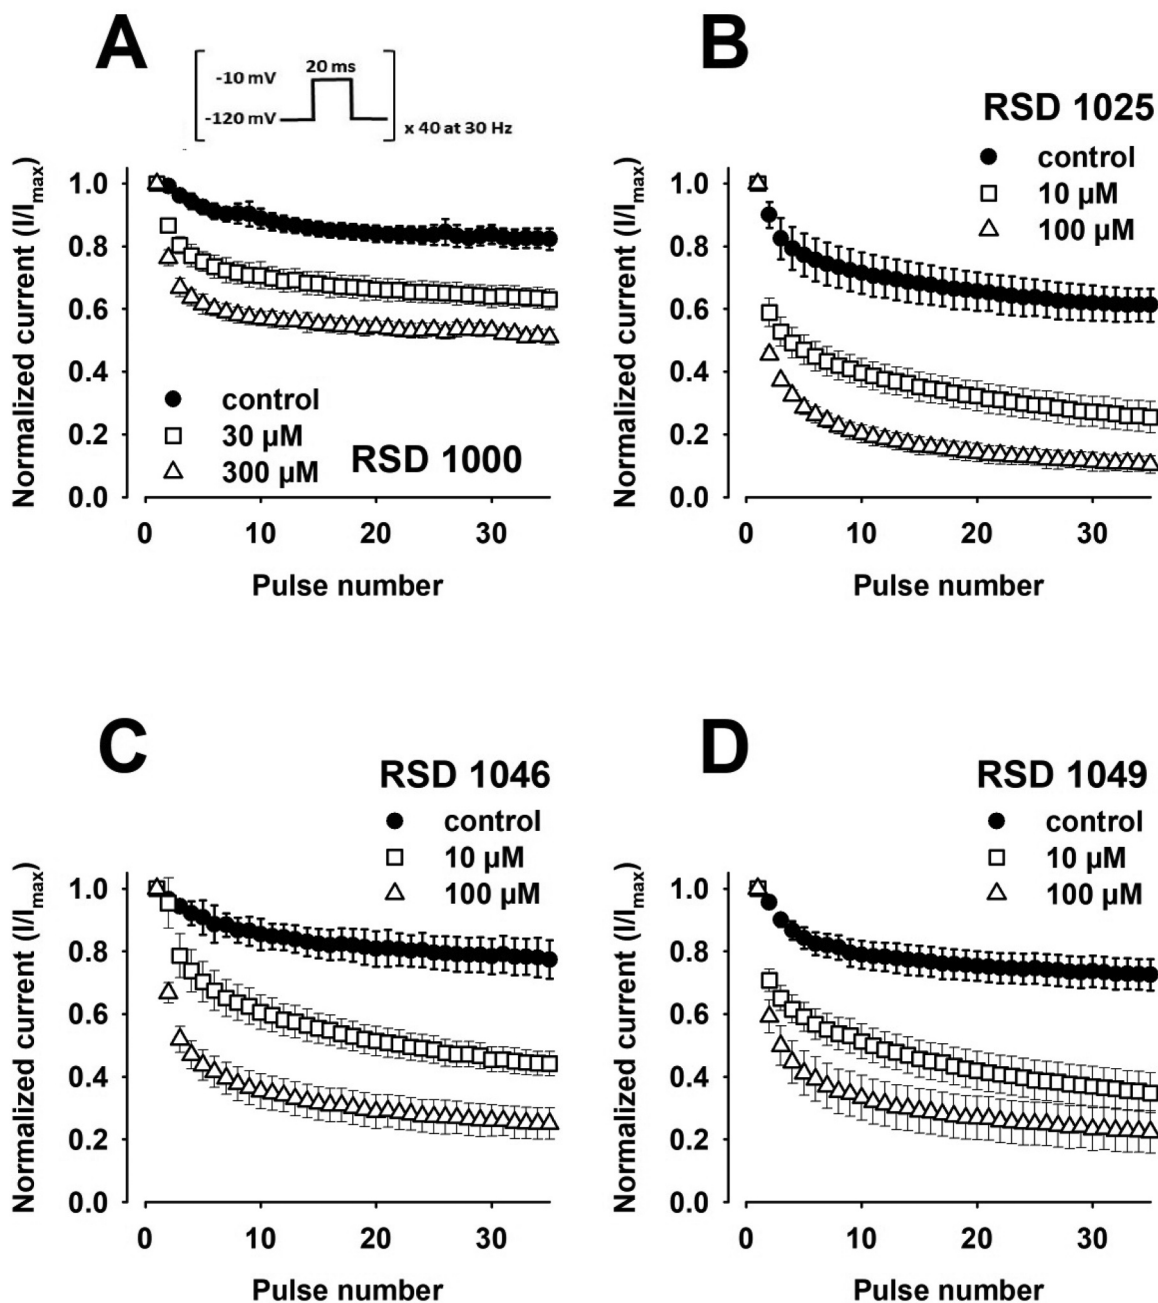 A
20 ms
-10 mV
-120 mV
x 40 at 30 Hz
Normalized current (I/Imax)
1.0
0.8
0.6
0.4
0.2
0.0
control
30 µM
300 µM
RSD 1000
0 10 20 30
Pulse number
B
RSD 1025
control
10 µM
100 µM
Normalized current (I/Imax)
1.0
0.8
0.6
0.4
0.2
0.0
0 10 20 30
Pulse number
C
RSD 1046
control
10 µM
100 µM
Normalized current (I/Imax)
1.0
0.8
0.6
0.4
0.2
0.0
0 10 20 30
Pulse number
D
RSD 1049
control
10 µM
100 µM
Normalized current (I/Imax)
1.0
0.8
0.6
0.4
0.2
0.0
0 10 20 30
Pulse number